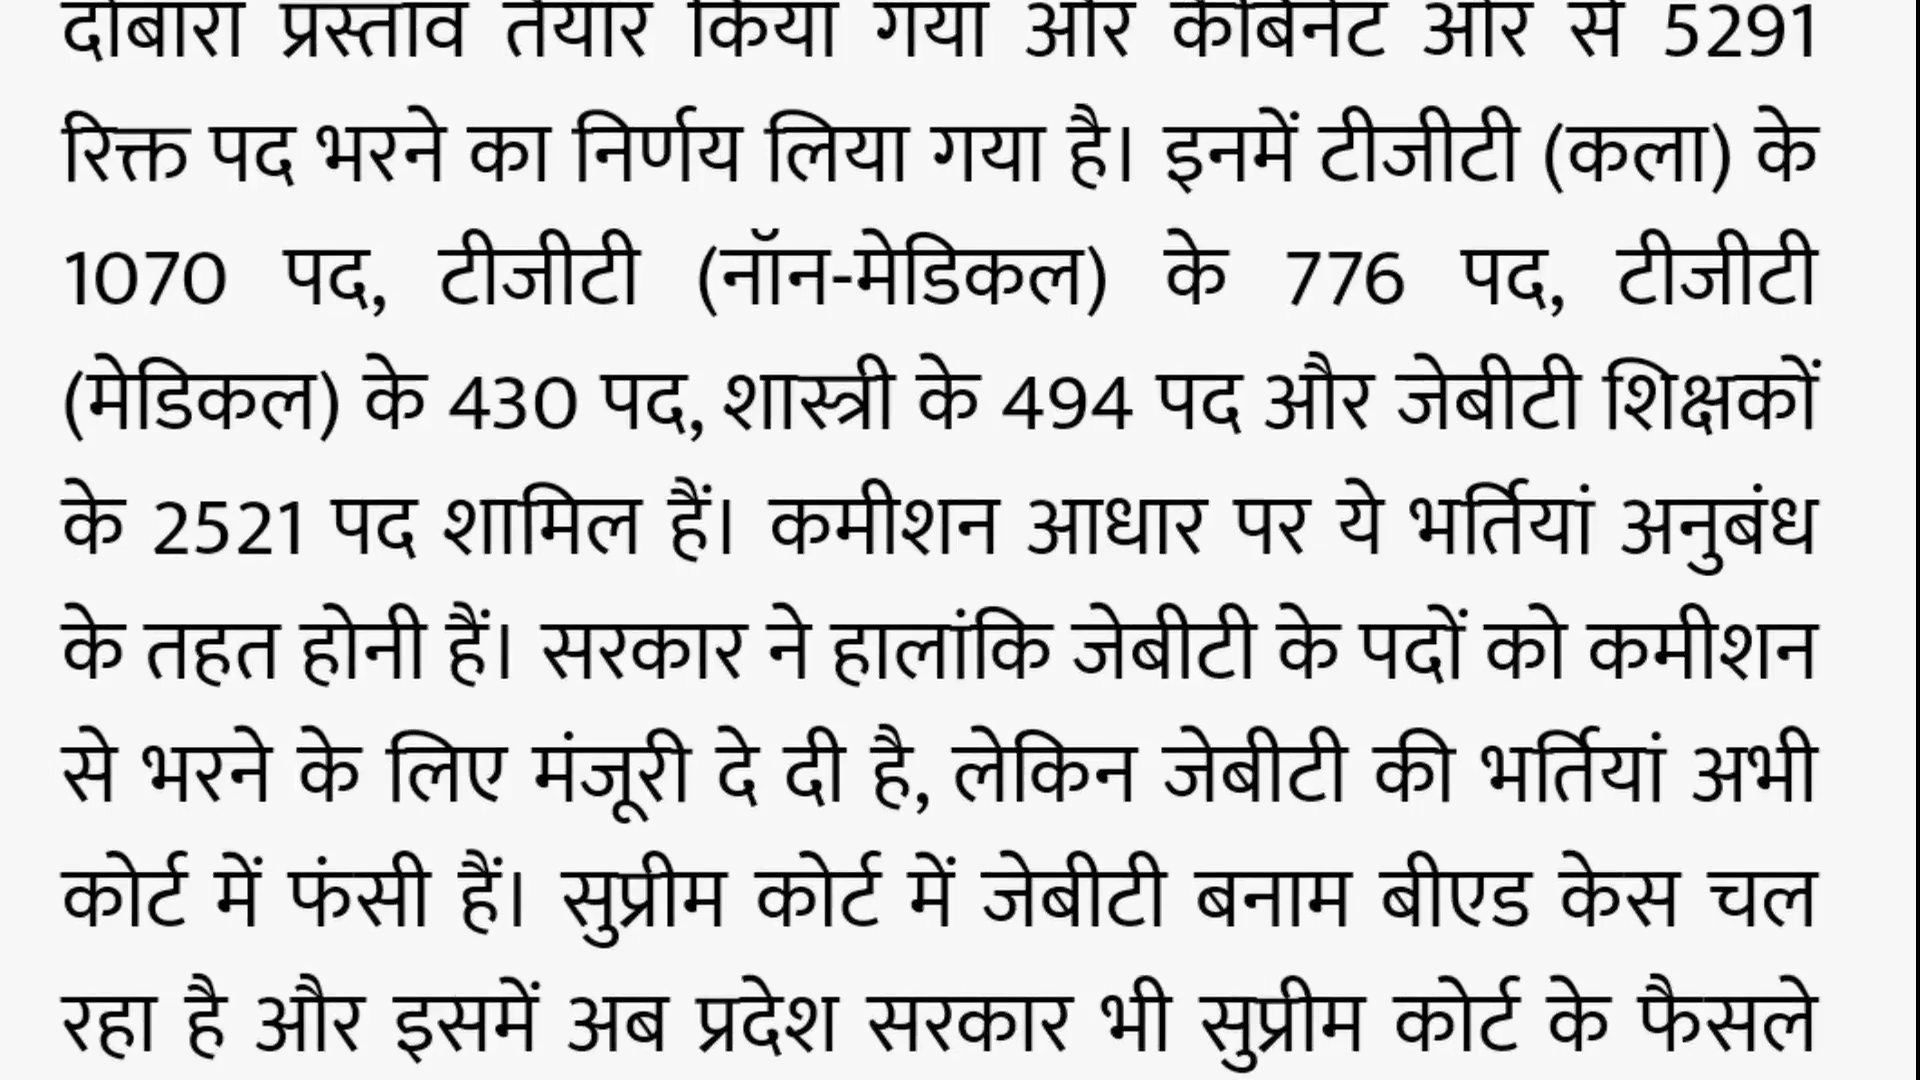 दोबारा प्रस्ताव तैयार किया गया और कैबिनेट ओर से 5291
रिक्त पद भरने का निर्णय लिया गया है। इनमें टीजीटी (कला) के
1070 पद, टीजीटी (नॉन-मेडिकल) के 776 पद, टीजीटी
(मेडिकल) के 430 पद, शास्त्री के 494 पद और जेबीटी शिक्षकों
के 2521 पद शामिल हैं। कमीशन आधार पर ये भर्तियां अनुबंध
के तहत होनी हैं। सरकार ने हालांकि जेबीटी के पदों को कमीशन
से भरने के लिए मंजूरी दे दी है, लेकिन जेबीटी की भर्तियां अभी
कोर्ट में फंसी हैं। सुप्रीम कोर्ट में जेबीटी बनाम बीएड केस चल
रहा है और इसमें अब प्रदेश सरकार भी सुप्रीम कोर्ट के फैसले